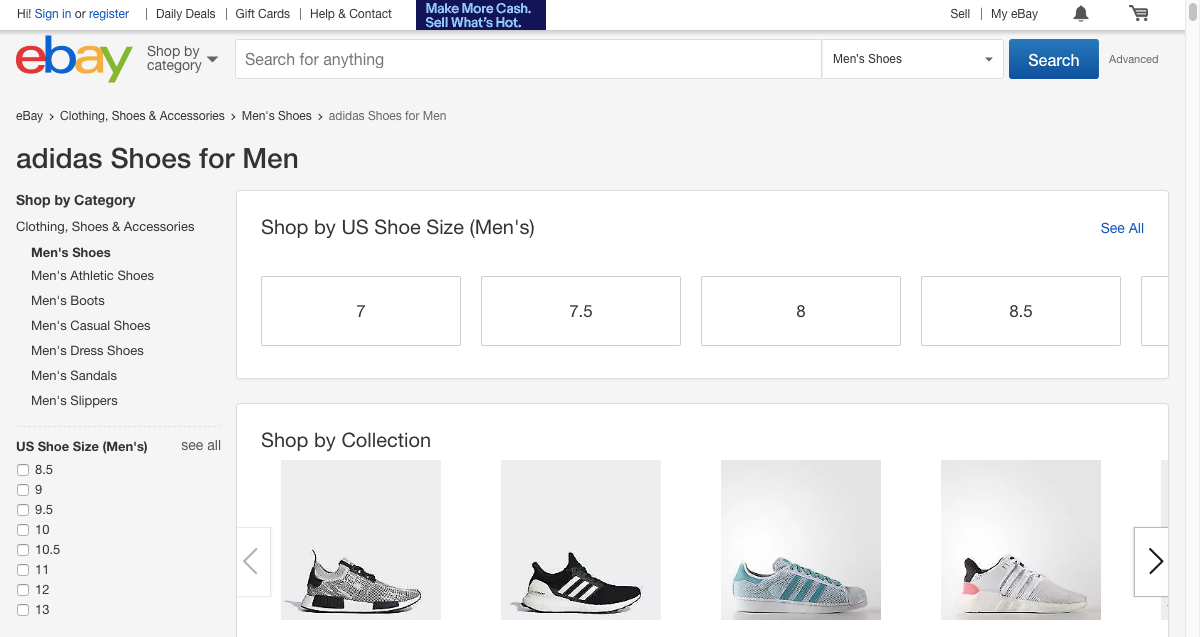 Hi! Sign in or register
Daily Deals
Gift Cards
Help & Contact
Make More Cash.
Sell What's Hot.
Sell
My eBay
ebay
Shop by
category
Search for anything
Men's Shoes
Search
Advanced
eBay > Clothing, Shoes & Accessories > Men's Shoes > adidas Shoes for Men
adidas Shoes for Men
Shop by Category
Clothing, Shoes & Accessories
Men's Shoes
Men's Athletic Shoes
Men's Boots
Men's Casual Shoes
Men's Dress Shoes
Men's Sandals
Men's Slippers
US Shoe Size (Men's)
see all
8.5
9
9.5
10
10.5
11
12
13
Shop by US Shoe Size (Men's)
See All
7
7.5
8
8.5
Shop by Collection